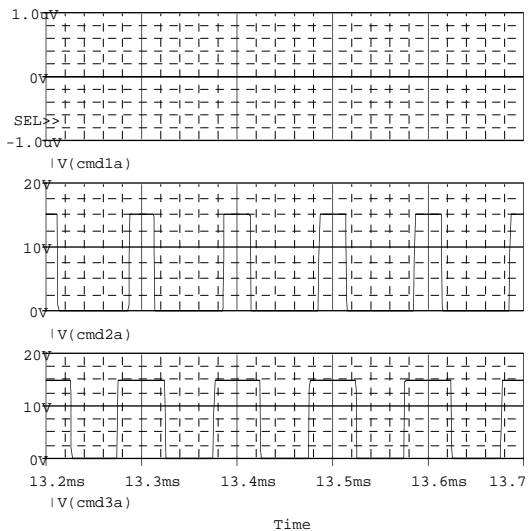 1.0uV
0V
SEL>>
-1.0uV
V(cmd1a)
20V
10V
0V
V(cmd2a)
20V
10V
0V
13.2ms 13.3ms 13.4ms 13.5ms 13.6ms 13.7
V(cmd3a)
Time